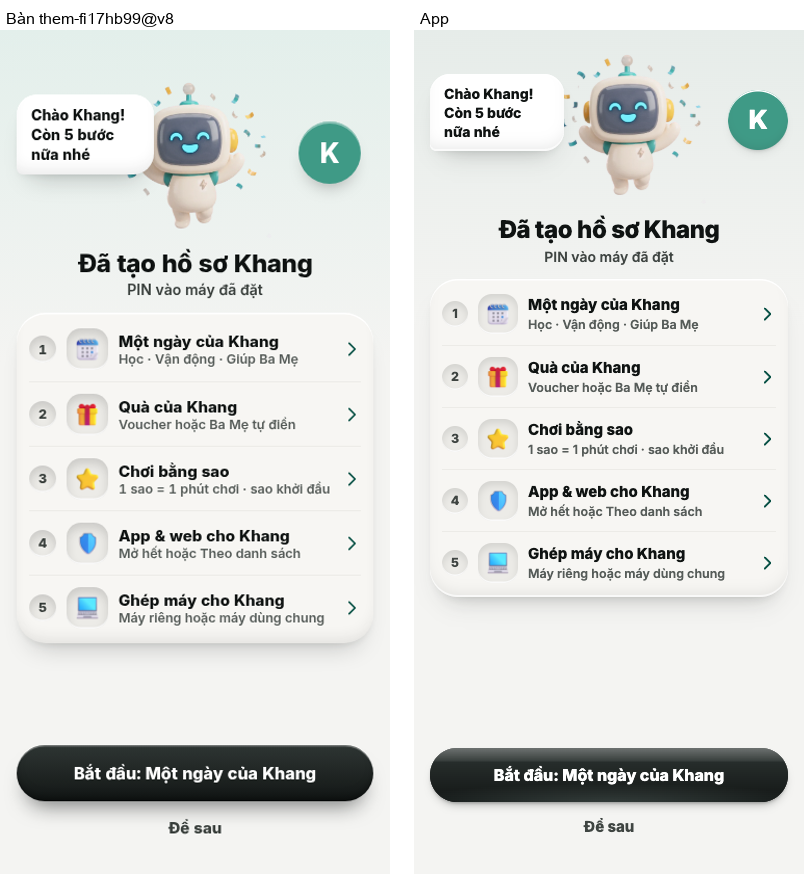 Bản them-fi17hb99@v8
Chào Khang!
Còn 5 bước
nữa nhé
K
Đã tạo hồ sơ Khang
PIN vào máy đã đặt
1
Một ngày của Khang
Học · Vận động · Giúp Ba Mẹ
2
Quà của Khang
Voucher hoặc Ba Mẹ tự điền
3
Chơi bằng sao
1 sao = 1 phút chơi · sao khởi đầu
4
App & web cho Khang
Mở hết hoặc Theo danh sách
5
Ghép máy cho Khang
Máy riêng hoặc máy dùng chung
Bắt đầu: Một ngày của Khang
Để sau
App
Chào Khang!
Còn 5 bước
nữa nhé
K
Đã tạo hồ sơ Khang
PIN vào máy đã đặt
1
Một ngày của Khang
Học · Vận động · Giúp Ba Mẹ
2
Quà của Khang
Voucher hoặc Ba Mẹ tự điền
3
Chơi bằng sao
1 sao = 1 phút chơi · sao khởi đầu
4
App & web cho Khang
Mở hết hoặc Theo danh sách
5
Ghép máy cho Khang
Máy riêng hoặc máy dùng chung
Bắt đầu: Một ngày của Khang
Để sau